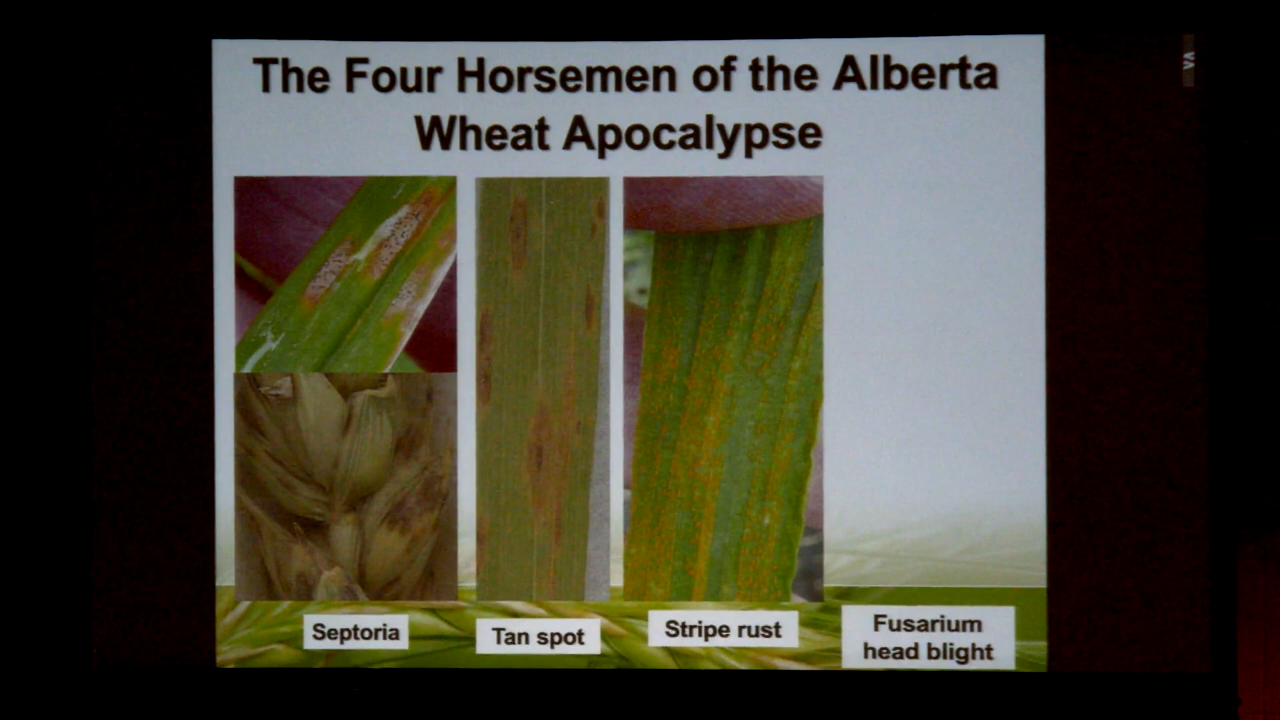 The Four Horsemen of the Alberta
Wheat Apocalypse
Septoria
Tan spot
Stripe rust
Fusarium
head blight